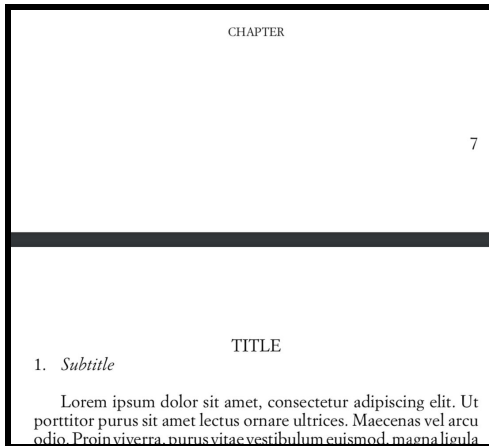 CHAPTER
7
TITLE
1. Subtitle
Lorem ipsum dolor sit amet, consectetur adipiscing elit. Ut
porttitor purus sit amet lectus ornare ultrices. Maecenas vel arcu
odio. Proin viverra, purus vitae vestibulum euismod, magna ligula